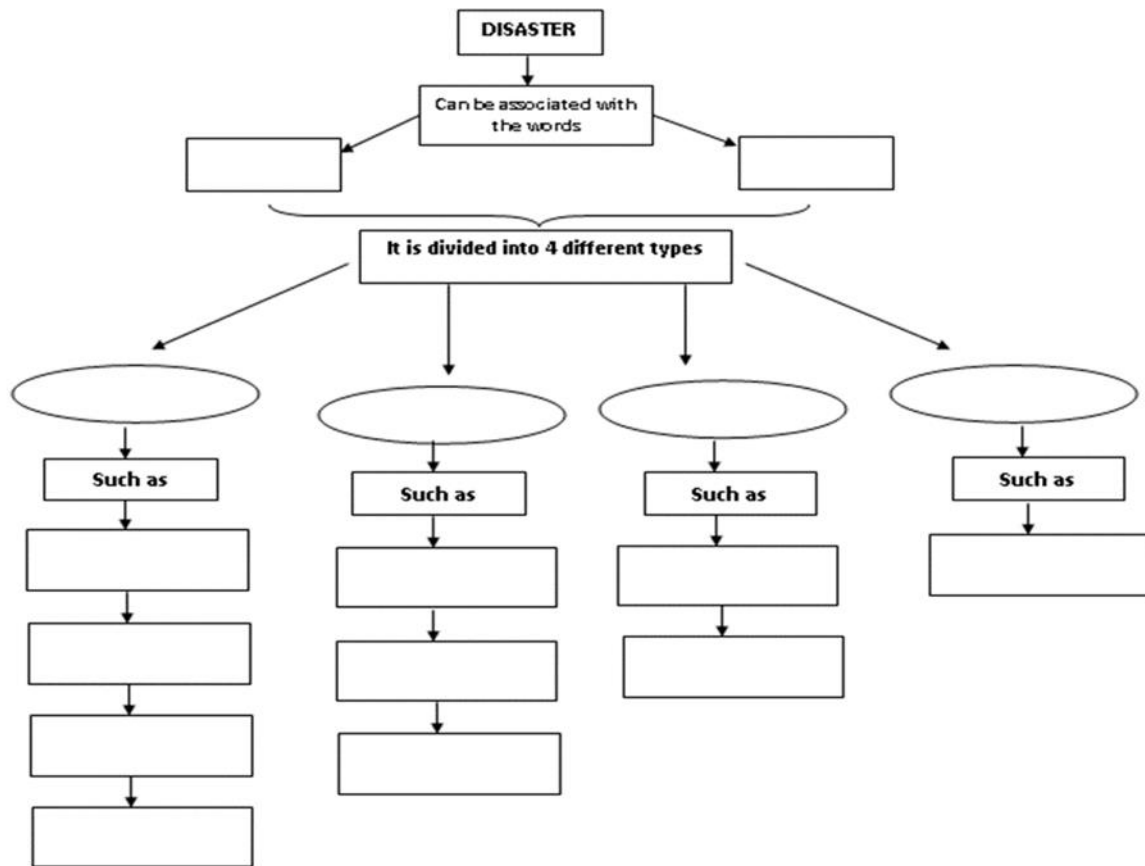 DISASTER
Can be associated with
the words
It is divided into 4 different types
Such as
Such as
Such as
Such as